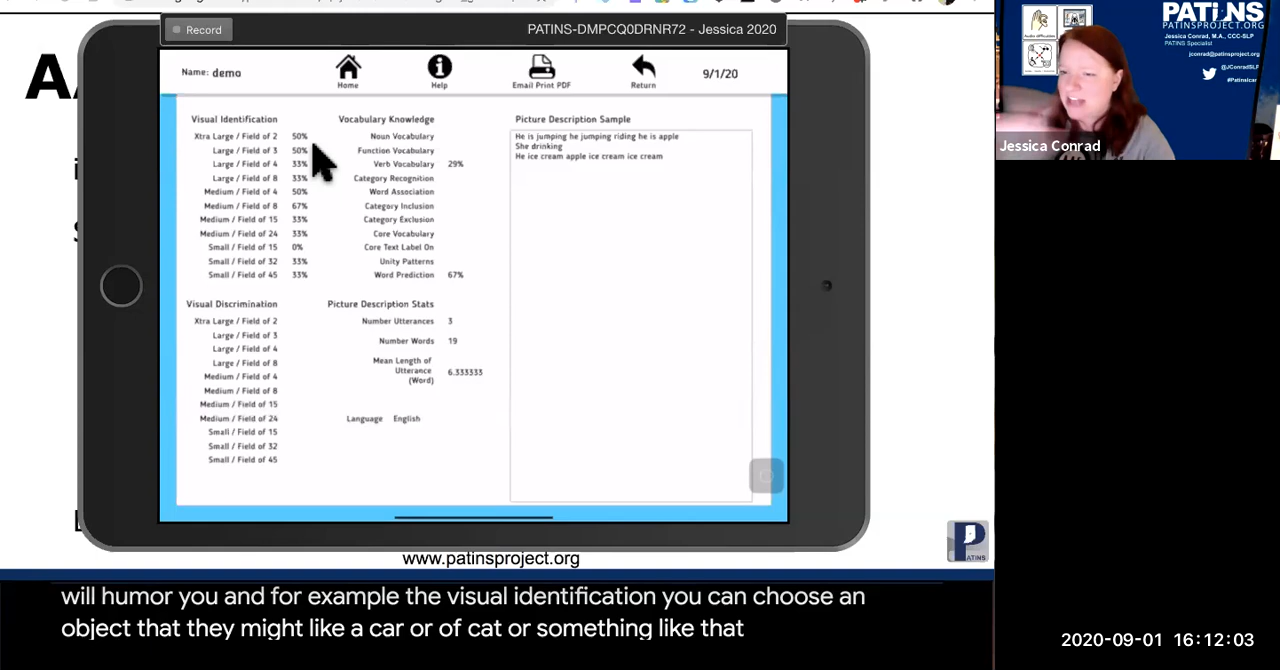 Record
PATINS-DMPCQ0DRNR72 - Jessica 2020
Name: demo
Home
Help
Email Print PDF
Return
9/1/20
Visual Identification
Xtra Large / Field of 2 50%
Large / Field of 3 50%
Large / Field of 4 33%
Large / Field of 8 33%
Medium / Field of 4 50%
Medium / Field of 8 67%
Medium / Field of 15 33%
Medium / Field of 24 33%
Small / Field of 15 0%
Small / Field of 32 33%
Small / Field of 45 33%
Visual Discrimination
Xtra Large / Field of 2
Large / Field of 3
Large / Field of 4
Large / Field of 8
Medium / Field of 4
Medium / Field of 8
Medium / Field of 15
Medium / Field of 24
Small / Field of 15
Small / Field of 32
Small / Field of 45
Vocabulary Knowledge
Noun Vocabulary
Function Vocabulary
Verb Vocabulary 29%
Category Recognition
Word Association
Category Inclusion
Category Exclusion
Core Vocabulary
Core Text Label On
Unity Patterns
Word Prediction 67%
Picture Description Stats
Number Utterances 3
Number Words 19
Mean Length of
Utterance 6.333333
(Word)
Language English
Picture Description Sample
He is jumping he jumping riding he is apple
She drinking
He ice cream apple ice cream ice cream
www.patinsproject.org
PATINS
will humor you and for example the visual identification you can choose an
object that they might like a car or of cat or something like that
PATINS
PATINSPROJECT.ORG
Jessica Conrad, M.A., CCC-SLP
PATINS Specialist
jconrad@patinsproject.org
@JConradSLP
#PatinsIcam
Jessica Conrad
2020-09-01 16:12:03